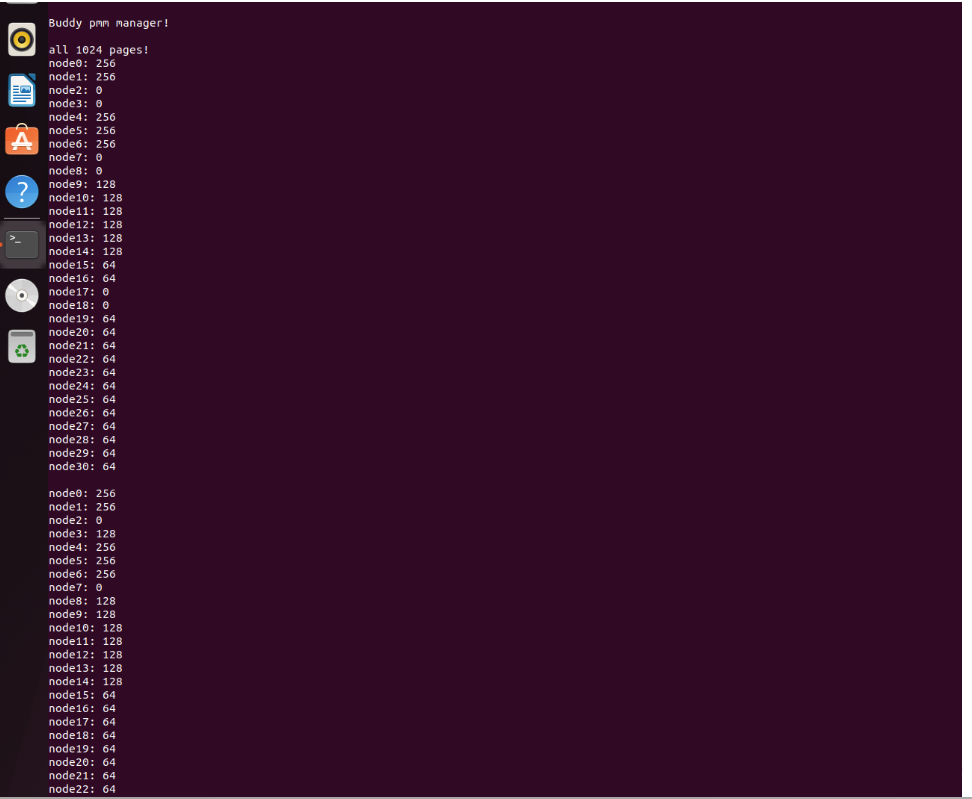 Buddy pmm manager!
all 1024 pages!
node0: 256
node1: 256
node2: 0
node3: 0
node4: 256
node5: 256
node6: 256
node7: 0
node8: 0
node9: 128
node10: 128
node11: 128
node12: 128
node13: 128
node14: 128
node15: 64
node16: 64
node17: 0
node18: 0
node19: 64
node20: 64
node21: 64
node22: 64
node23: 64
node24: 64
node25: 64
node26: 64
node27: 64
node28: 64
node29: 64
node30: 64
node0: 256
node1: 256
node2: 0
node3: 128
node4: 256
node5: 256
node6: 256
node7: 0
node8: 128
node9: 128
node10: 128
node11: 128
node12: 128
node13: 128
node14: 128
node15: 64
node16: 64
node17: 64
node18: 64
node19: 64
node20: 64
node21: 64
node22: 64